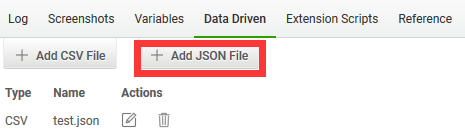 Log Screenshots Variables Data Driven Extension Scripts Reference
+ Add CSV File + Add JSON File
Type Name Actions
CSV test.json